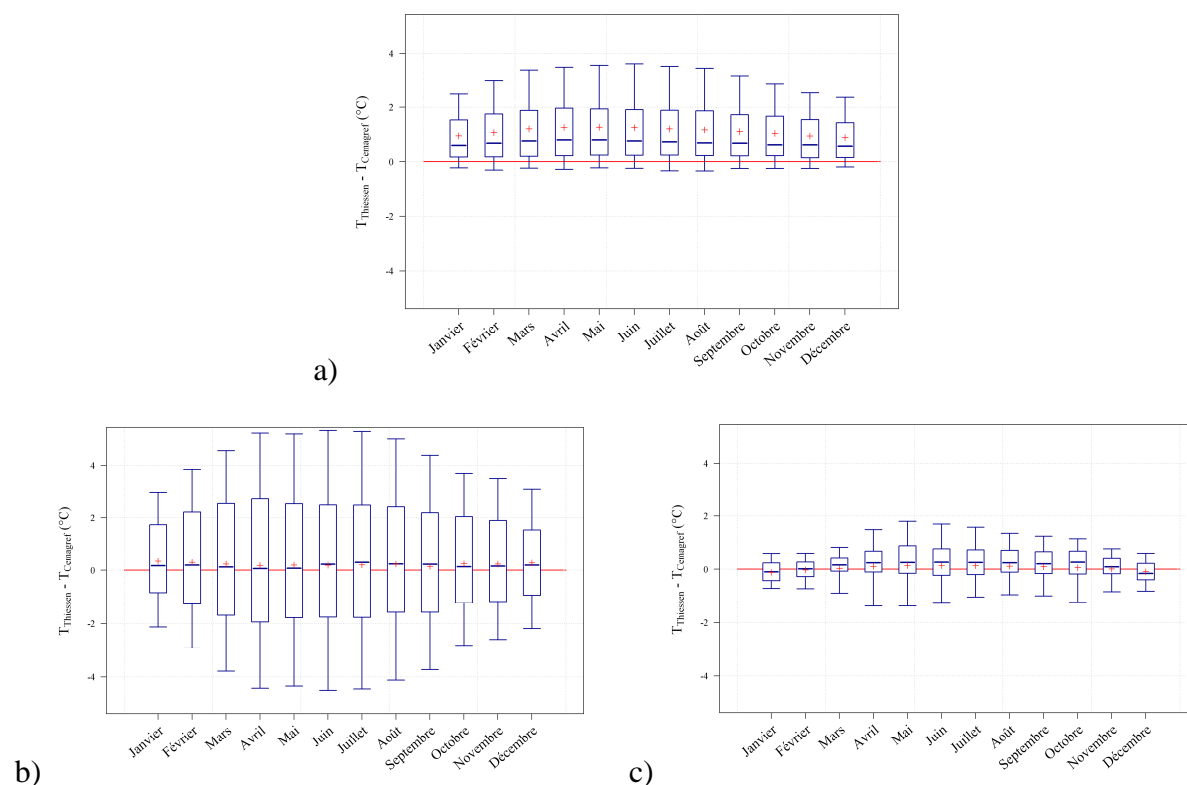 T_Thiessen - T_Cemagref (°C)
4
2
0
-2
-4
Janvier
Février
Mars
Avril
Mai
Juin
Juillet
Août
Septembre
Octobre
Novembre
Décembre
a)
T_Thiessen - T_Cemagref (°C)
4
2
0
-2
-4
Janvier
Février
Mars
Avril
Mai
Juin
Juillet
Août
Septembre
Octobre
Novembre
Décembre
b)
T_Thiessen - T_Cemagref (°C)
4
2
0
-2
-4
Janvier
Février
Mars
Avril
Mai
Juin
Juillet
Août
Septembre
Octobre
Novembre
Décembre
c)